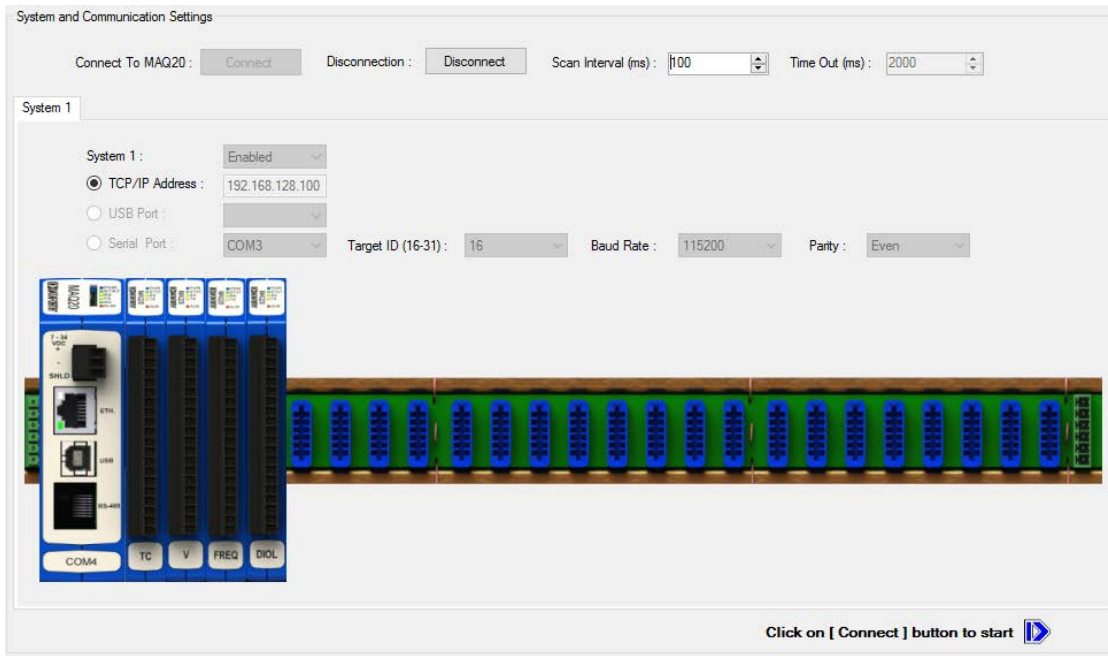 System and Communication Settings
Connect To MAQ20 : Connect Disconnection : Disconnect Scan Interval (ms) : 100 Time Out (ms) : 2000
System 1
System 1 : Enabled
TCP/IP Address : 192.168.128.100
USB Port :
Serial Port : COM3 Target ID (16-31) : 16 Baud Rate : 115200 Parity : Even
MAQ20
7 - 34
VDC
+
-
SHLD
ETH.
USB
RS-485
COM4 TC V FREQ DIOL
Click on [ Connect ] button to start